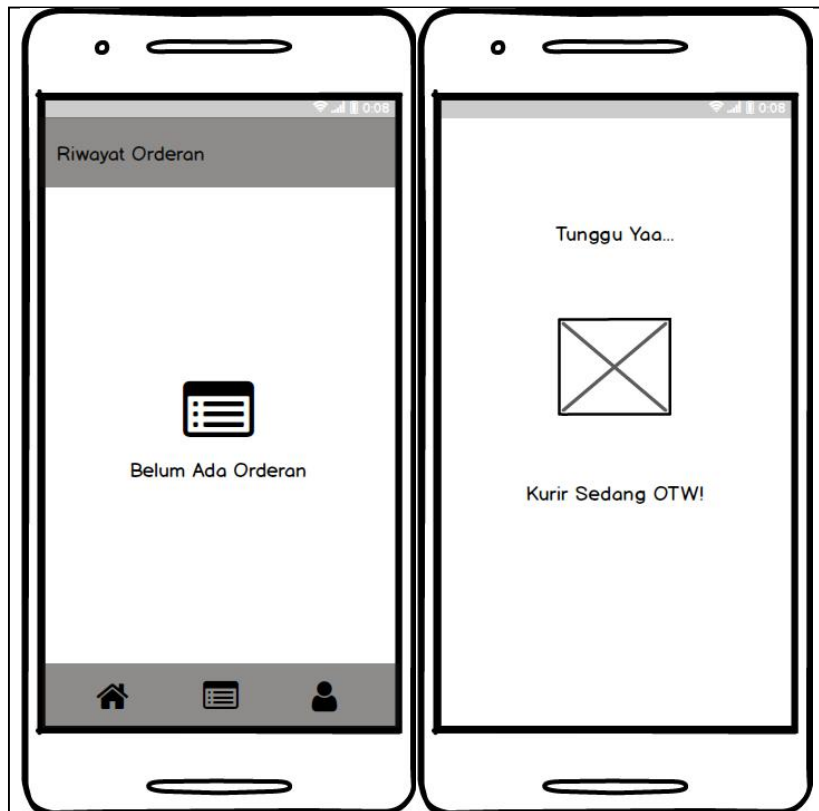 0:08
Riwayat Orderan
Belum Ada Orderan
0:08
Tunggu Yaa...
Kurir Sedang OTW!